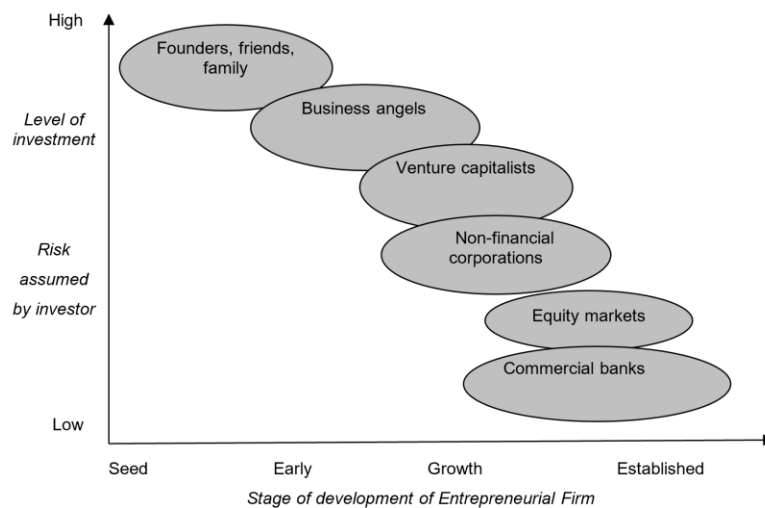 High
Founders, friends,
family
Level of
investment
Business angels
Venture capitalists
Risk
assumed
by investor
Non-financial
corporations
Equity markets
Commercial banks
Low
Seed Early Growth Established
Stage of development of Entrepreneurial Firm